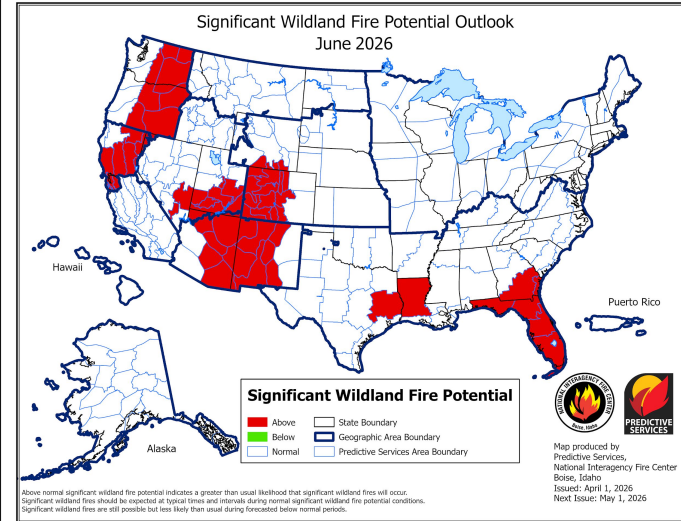 Significant Wildland Fire Potential Outlook
June 2026
Hawaii
Puerto Rico
Alaska
Significant Wildland Fire Potential
Above
Below
Normal
State Boundary
Geographic Area Boundary
Predictive Services Area Boundary
NATIONAL INTERAGENCY FIRE CENTER
Boise, Idaho
PREDICTIVE
SERVICES
Map produced by
Predictive Services,
National Interagency Fire Center
Boise, Idaho
Issued: April 1, 2026
Next Issue: May 1, 2026
Above normal significant wildland fire potential indicates a greater than usual likelihood that significant wildland fires will occur.
Significant wildland fires should be expected at typical times and intervals during normal significant wildland fire potential conditions.
Significant wildland fires are still possible but less likely than usual during forecasted below normal periods.